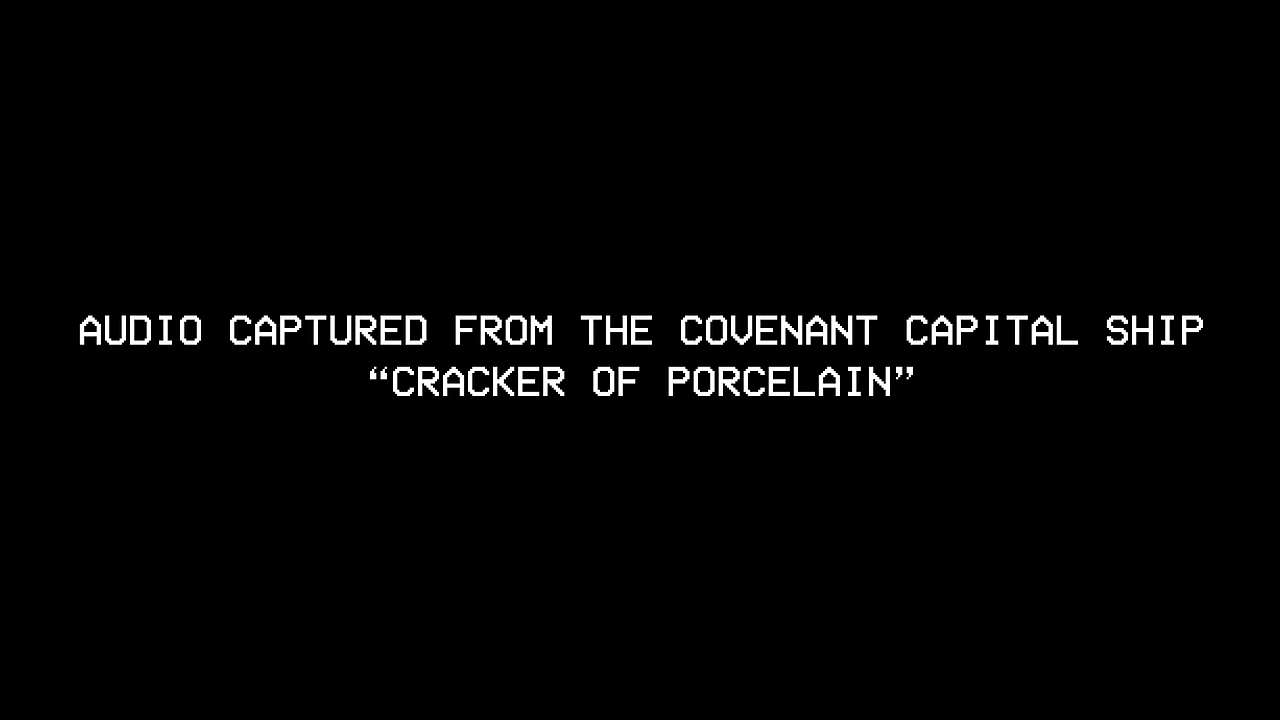 AUDIO CAPTURED FROM THE COVENANT CAPITAL SHIP
“CRACKER OF PORCELAIN”